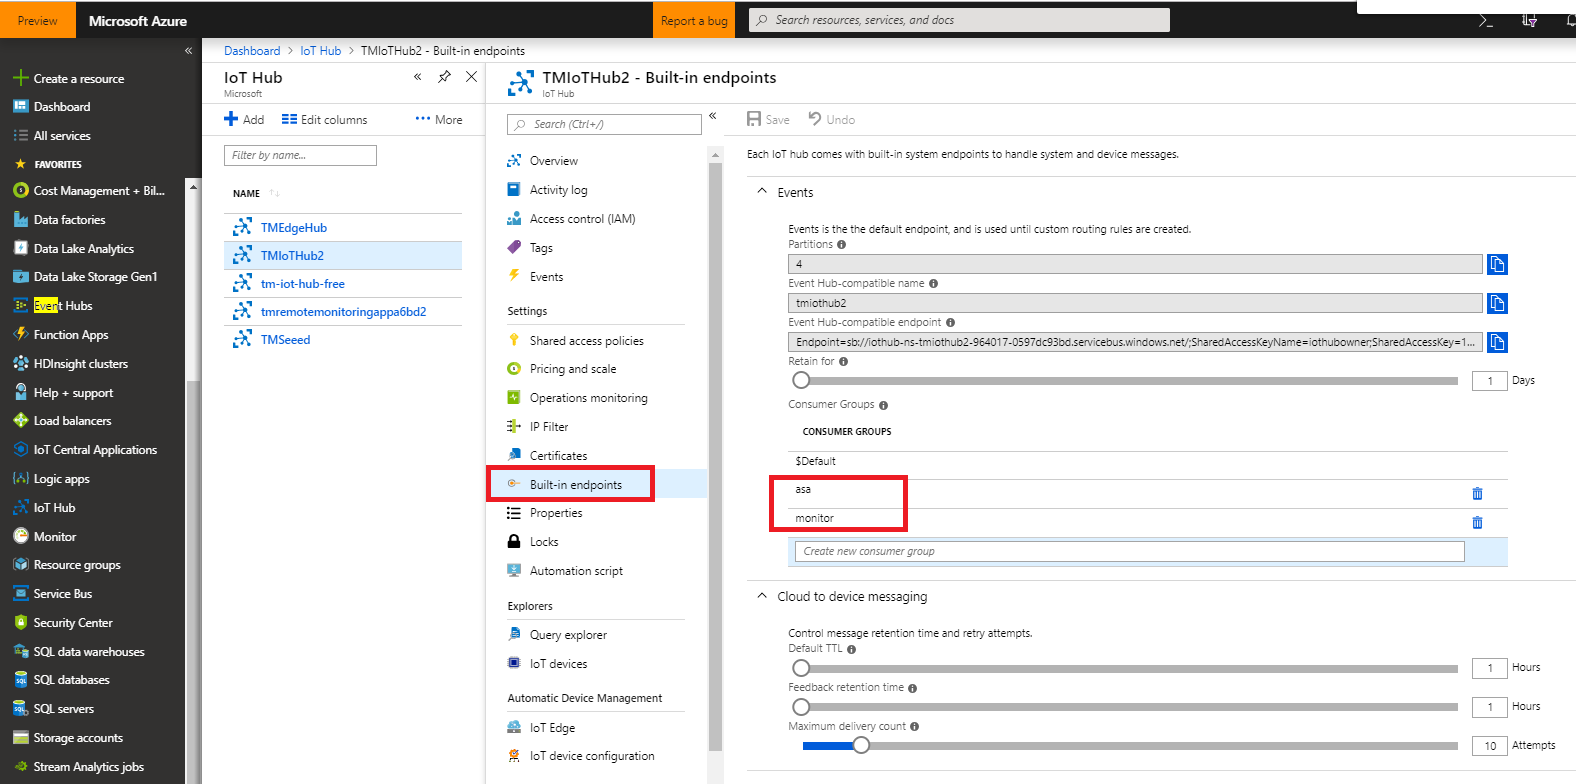 Preview
Microsoft Azure
Report a bug
Search resources, services, and docs
Create a resource
Dashboard
All services
FAVORITES
Cost Management + Bil...
Data factories
Data Lake Analytics
Data Lake Storage Gen1
Event Hubs
Function Apps
HDInsight clusters
Help + support
Load balancers
IoT Central Applications
Logic apps
IoT Hub
Monitor
Resource groups
Service Bus
Security Center
SQL data warehouses
SQL databases
SQL servers
Storage accounts
Stream Analytics jobs
Dashboard > IoT Hub > TMIoTHub2 - Built-in endpoints
IoT Hub
Microsoft
Add Edit columns ••• More
Filter by name...
NAME
TMEdgeHub
TMIoTHub2
tm-iot-hub-free
tmremotemonitoringappa6bd2
TMSeeed
TMIoTHub2 - Built-in endpoints
IoT Hub
Search (Ctrl+/)
Overview
Activity log
Access control (IAM)
Tags
Events
Settings
Shared access policies
Pricing and scale
Operations monitoring
IP Filter
Certificates
Built-in endpoints
Properties
Locks
Automation script
Explorers
Query explorer
IoT devices
Automatic Device Management
IoT Edge
IoT device configuration
Save Undo
Each IoT hub comes with built-in system endpoints to handle system and device messages.
Events
Events is the the default endpoint, and is used until custom routing rules are created.
Partitions
4
Event Hub-compatible name
tmiothub2
Event Hub-compatible endpoint
Endpoint=sb://iothub-ns-tmiothub2-964017-0597dc93bd.servicebus.windows.net/;SharedAccessKeyName=iothubowner;SharedAccessKey=1...
Retain for
1 Days
Consumer Groups
CONSUMER GROUPS
$Default
asa
monitor
Create new consumer group
Cloud to device messaging
Control message retention time and retry attempts.
Default TTL
1 Hours
Feedback retention time
1 Hours
Maximum delivery count
10 Attempts